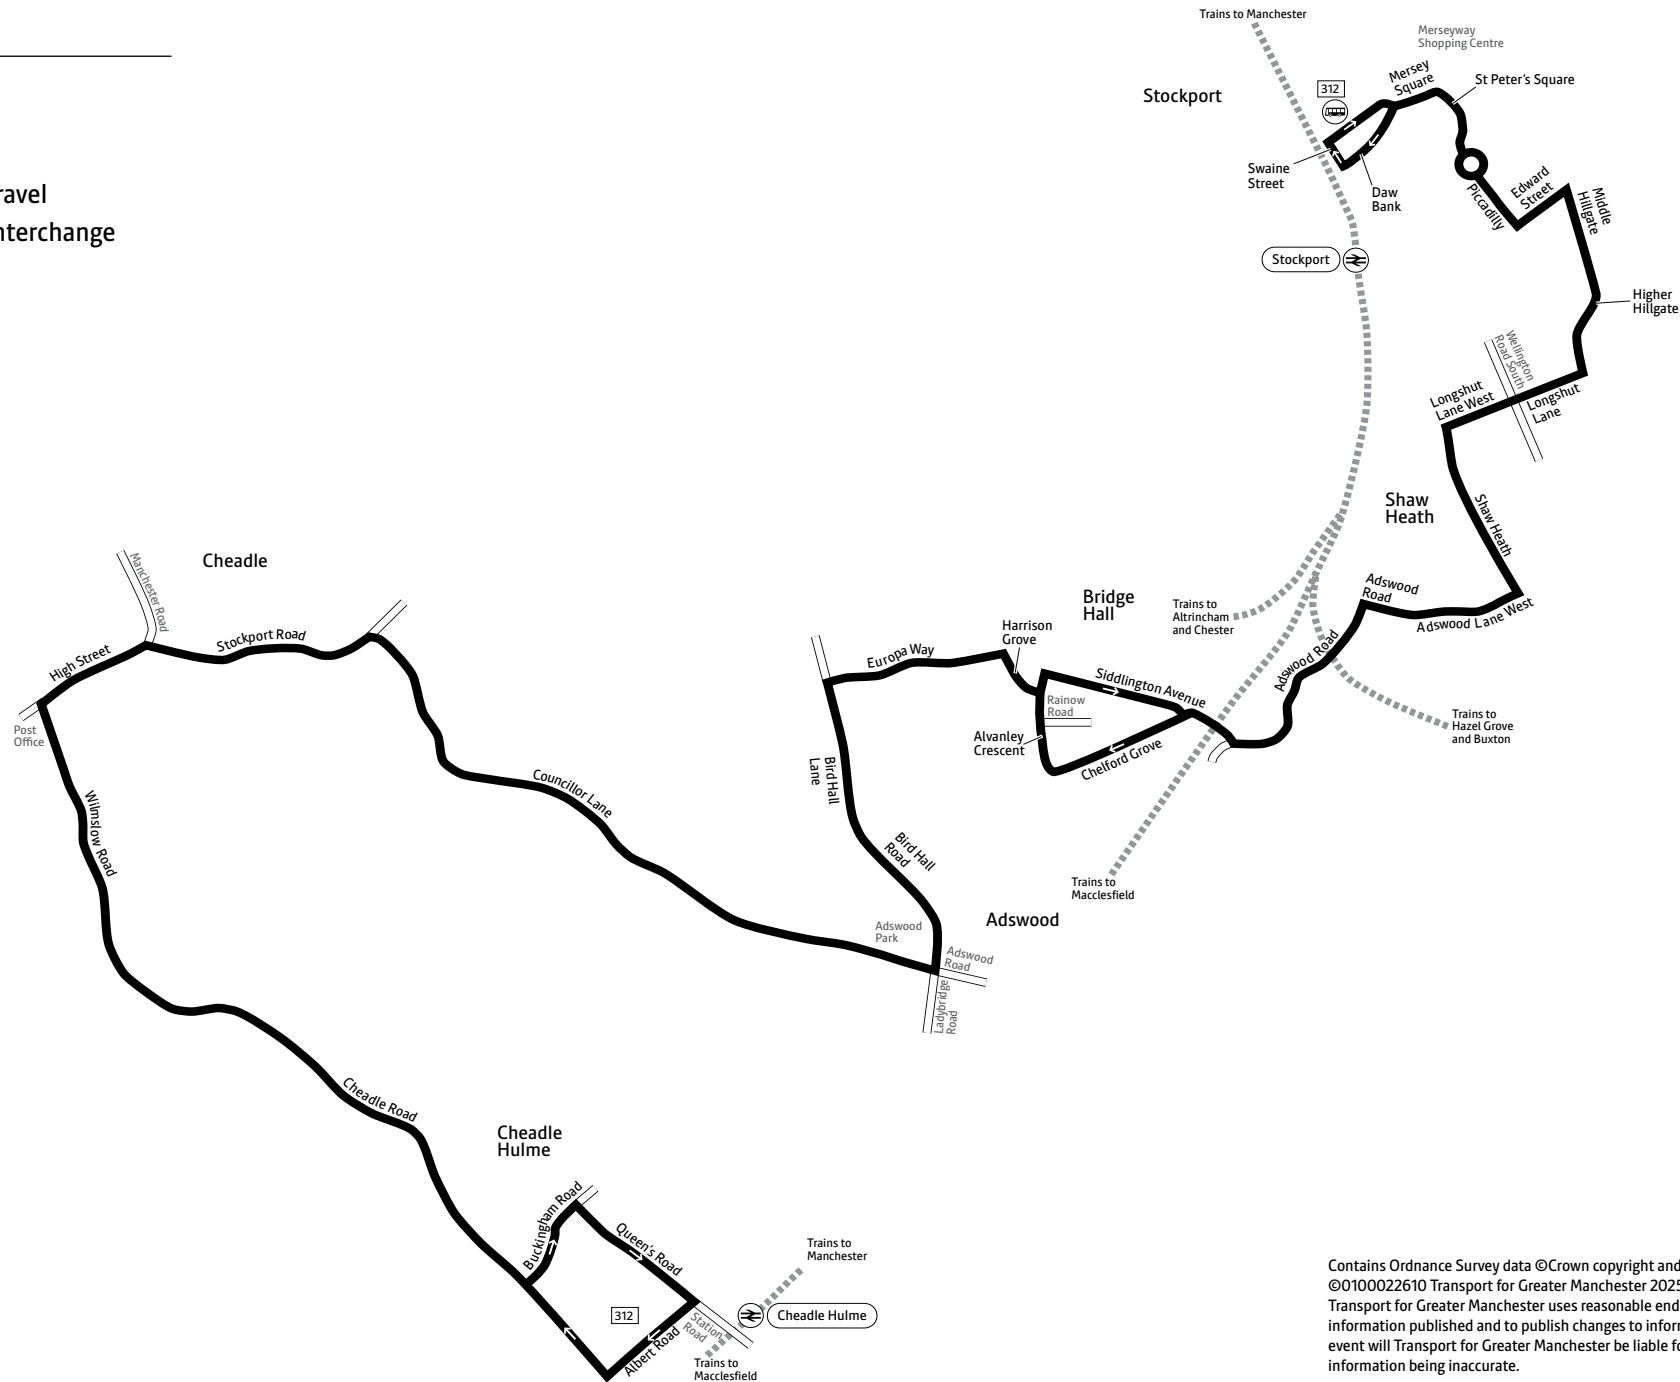 Trains to Manchester
Merseyway
Shopping Centre
Stockport
312
Mersey
Square
St Peter's Square
Swaine
Street
Daw
Bank
Piccadilly
Edward
Street
Middle
Hillgate
ravel
nterchange
Stockport
Higher
Hillgate
Wellington
Road South
Longshut
Lane West
Longshut
Lane
Shaw
Heath
Shaw Heath
Cheadle
Manchester Road
Stockport Road
High Street
Post
Office
Bridge
Hall
Harrison
Grove
Trains to
Altrincham
and Chester
Adswood
Road
Adswood Lane West
Adswood Road
Europa Way
Siddlington Avenue
Rainow
Road
Alvanley
Crescent
Chelford Grove
Trains to
Hazel Grove
and Buxton
Bird Hall
Lane
Councillor Lane
Wilmslow Road
Bird Hall
Road
Trains to
Macclesfield
Adswood
Adswood
Park
Adswood
Road
Ladybridge
Road
Cheadle Road
Cheadle
Hulme
Buckingham Road
Queen's Road
Trains to
Manchester
312
Cheadle Hulme
Station
Road
Albert Road
Trains to
Macclesfield
Contains Ordnance Survey data ©Crown copyright and
©0100022610 Transport for Greater Manchester 2025
Transport for Greater Manchester uses reasonable end
information published and to publish changes to inform
event will Transport for Greater Manchester be liable fo
information being inaccurate.